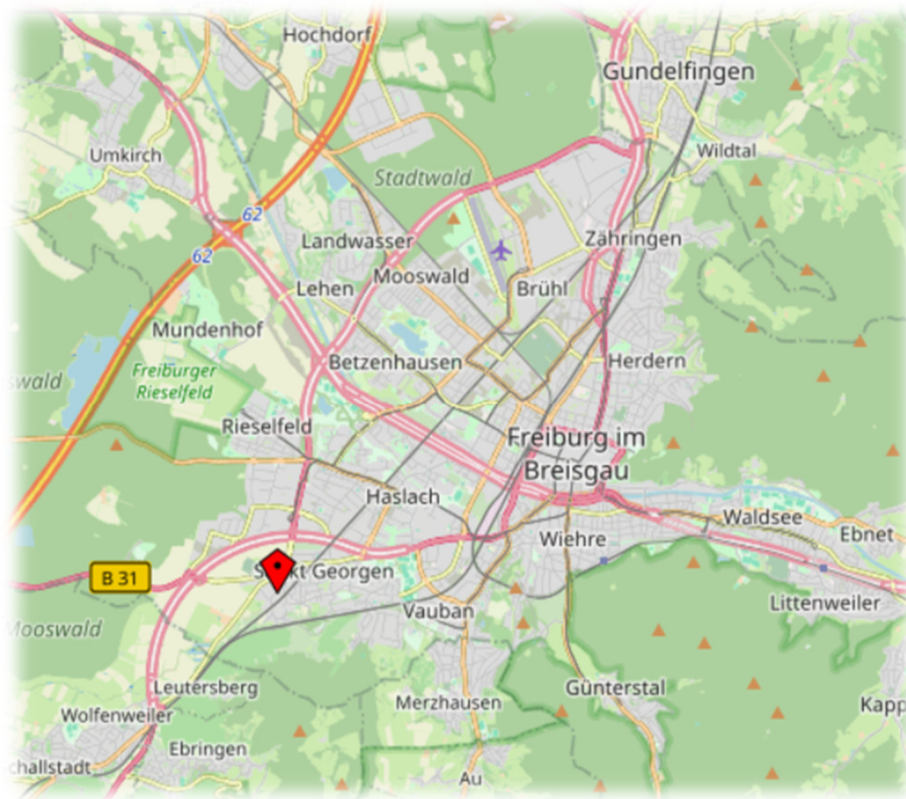 Hochdorf
Gundelfingen
Umkirch
Wildtal
Stadtwald
62
Landwasser
Zähringen
62
Mooswald
Lehen
Brühl
Mundenhof
Betzenhausen
Herdern
swald
Freiburger
Rieselfeld
Rieselfeld
Freiburg im
Breisgau
Haslach
Waldsee
Ebnet
Wiehre
B 31
Georgen
Littenweiler
Vauban
Mooswald
Leutersberg
Günterstal
Merzhausen
Kapp
Wolfenweiler
Ebringen
challstadt
Au